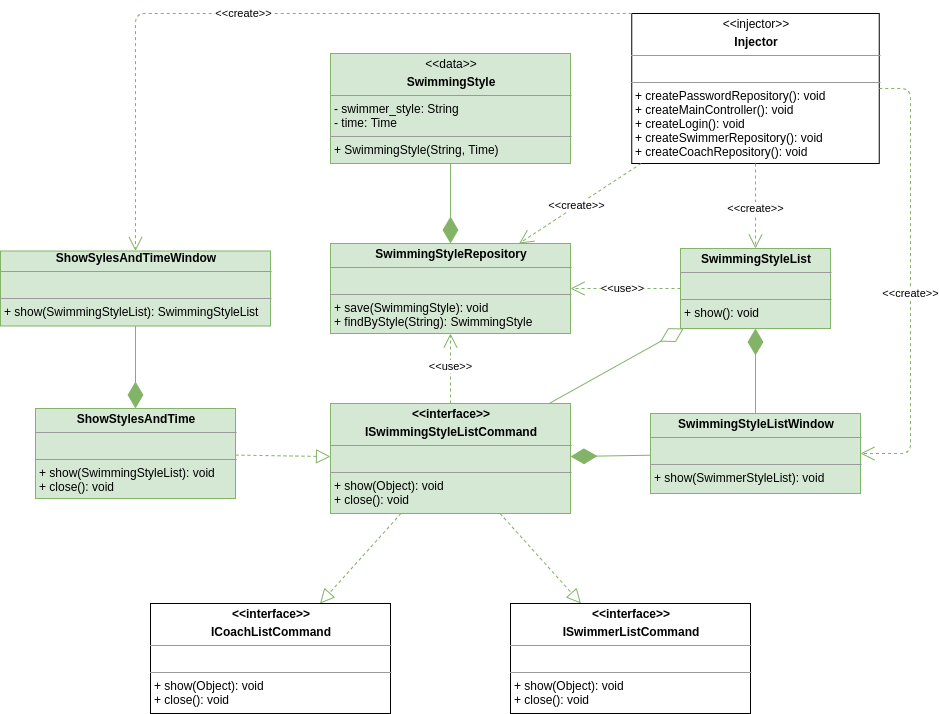 <<create>>
<<injector>>
Injector
+ createPasswordRepository(): void
+ createMainController(): void
+ createLogin(): void
+ createSwimmerRepository(): void
+ createCoachRepository(): void
<<data>>
SwimmingStyle
- swimmer_style: String
- time: Time
+ SwimmingStyle(String, Time)
<<create>>
<<create>>
<<create>>
ShowSylesAndTimeWindow
+ show(SwimmingStyleList): SwimmingStyleList
SwimmingStyleRepository
+ save(SwimmingStyle): void
+ findByStyle(String): SwimmingStyle
<<use>>
SwimmingStyleList
+ show(): void
<<use>>
ShowStylesAndTime
+ show(SwimmingStyleList): void
+ close(): void
<<interface>>
ISwimmingStyleListCommand
+ show(Object): void
+ close(): void
SwimmingStyleListWindow
+ show(SwimmerStyleList): void
<<interface>>
ICoachListCommand
+ show(Object): void
+ close(): void
<<interface>>
ISwimmerListCommand
+ show(Object): void
+ close(): void